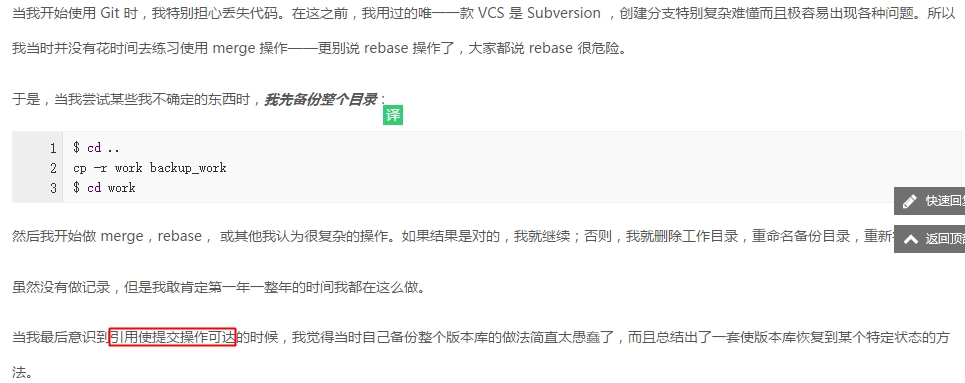 当我开始使用 Git 时，我特别担心丢失代码。在这之前，我用过的唯一一款 VCS 是 Subversion ，创建分支特别复杂难懂而且极容易出现各种问题。所以
我当时并没有花时间去练习使用 merge 操作——更别说 rebase 操作了，大家都说 rebase 很危险。
于是，当我尝试某些我不确定的东西时，我先备份整个目录：
译
1 $ cd ..
2 cp -r work backup_work
3 $ cd work
快速回复
然后我开始做 merge，rebase， 或其他我认为很复杂的操作。如果结果是对的，我就继续；否则，我就删除工作目录，重命名备份目录，重新
返回顶部
虽然没有做记录，但是我敢肯定第一年一整年的时间我都在这么做。
当我最后意识到引用使提交操作可达的时候，我觉得当时自己备份整个版本库的做法简直太愚蠢了，而且总结出了一套使版本库恢复到某个特定状态的方
法。